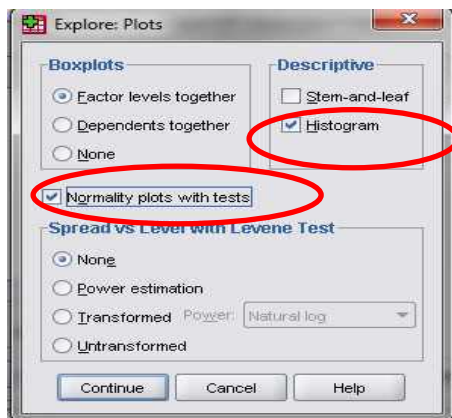 Explore: Plots
Boxplots
Factor levels together
Dependents together
None
Descriptive
Stem-and-leaf
Histogram
Normality plots with tests
Spread vs Level with Levene Test
None
Power estimation
Transformed Power: Natural log
Untransformed
Continue Cancel Help